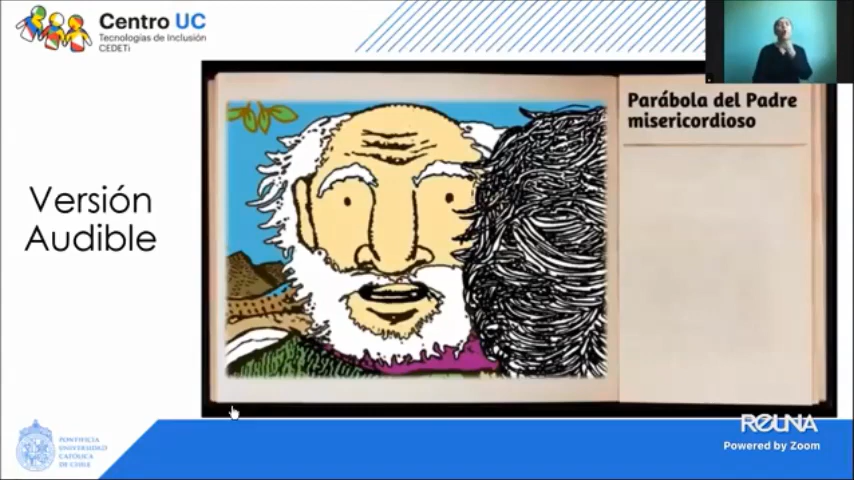 Centro UC
Tecnologías de Inclusión
CEDETi
Parábola del Padre
misericordioso
Versión
Audible
PONTIFICIA
UNIVERSIDAD
CATÓLICA
DE CHILE
REUNA
Powered by Zoom